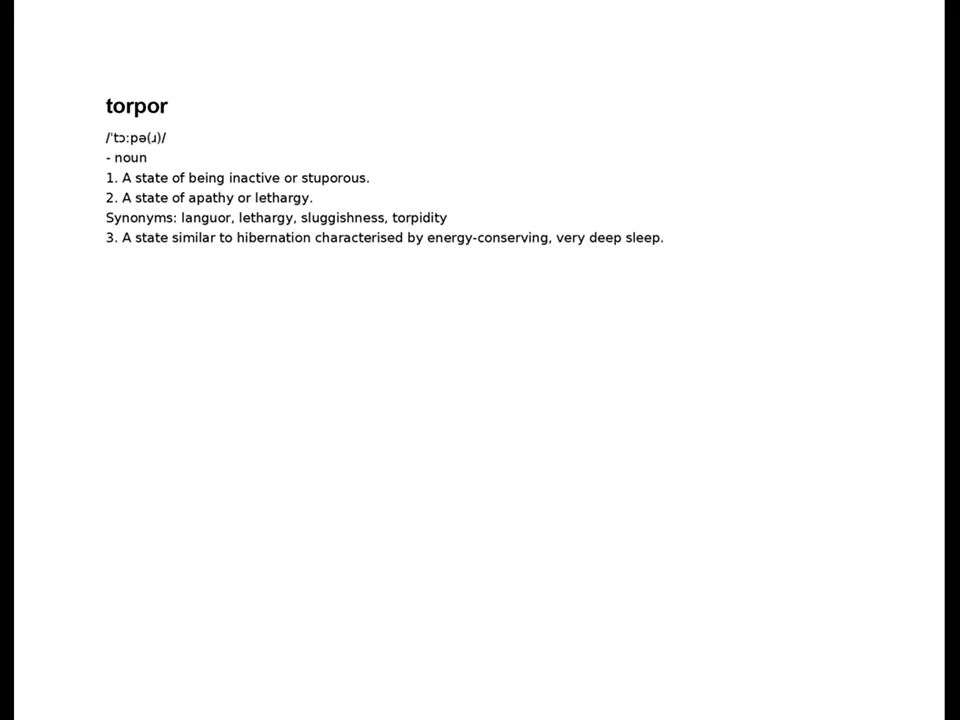 torpor
/ˈtɔːpə(ɹ)/
- noun
1. A state of being inactive or stuporous.
2. A state of apathy or lethargy.
Synonyms: languor, lethargy, sluggishness, torpidity
3. A state similar to hibernation characterised by energy-conserving, very deep sleep.